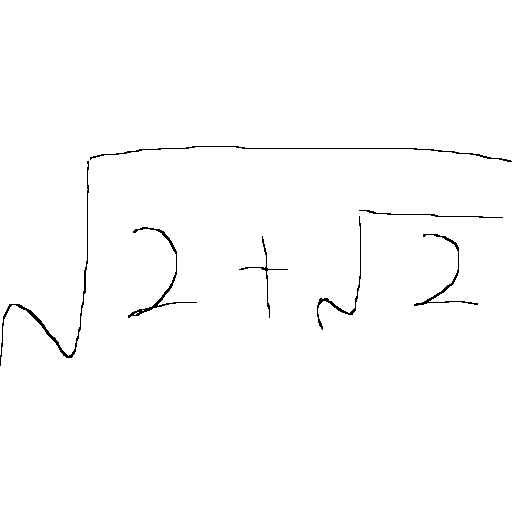 √(2 + √2)